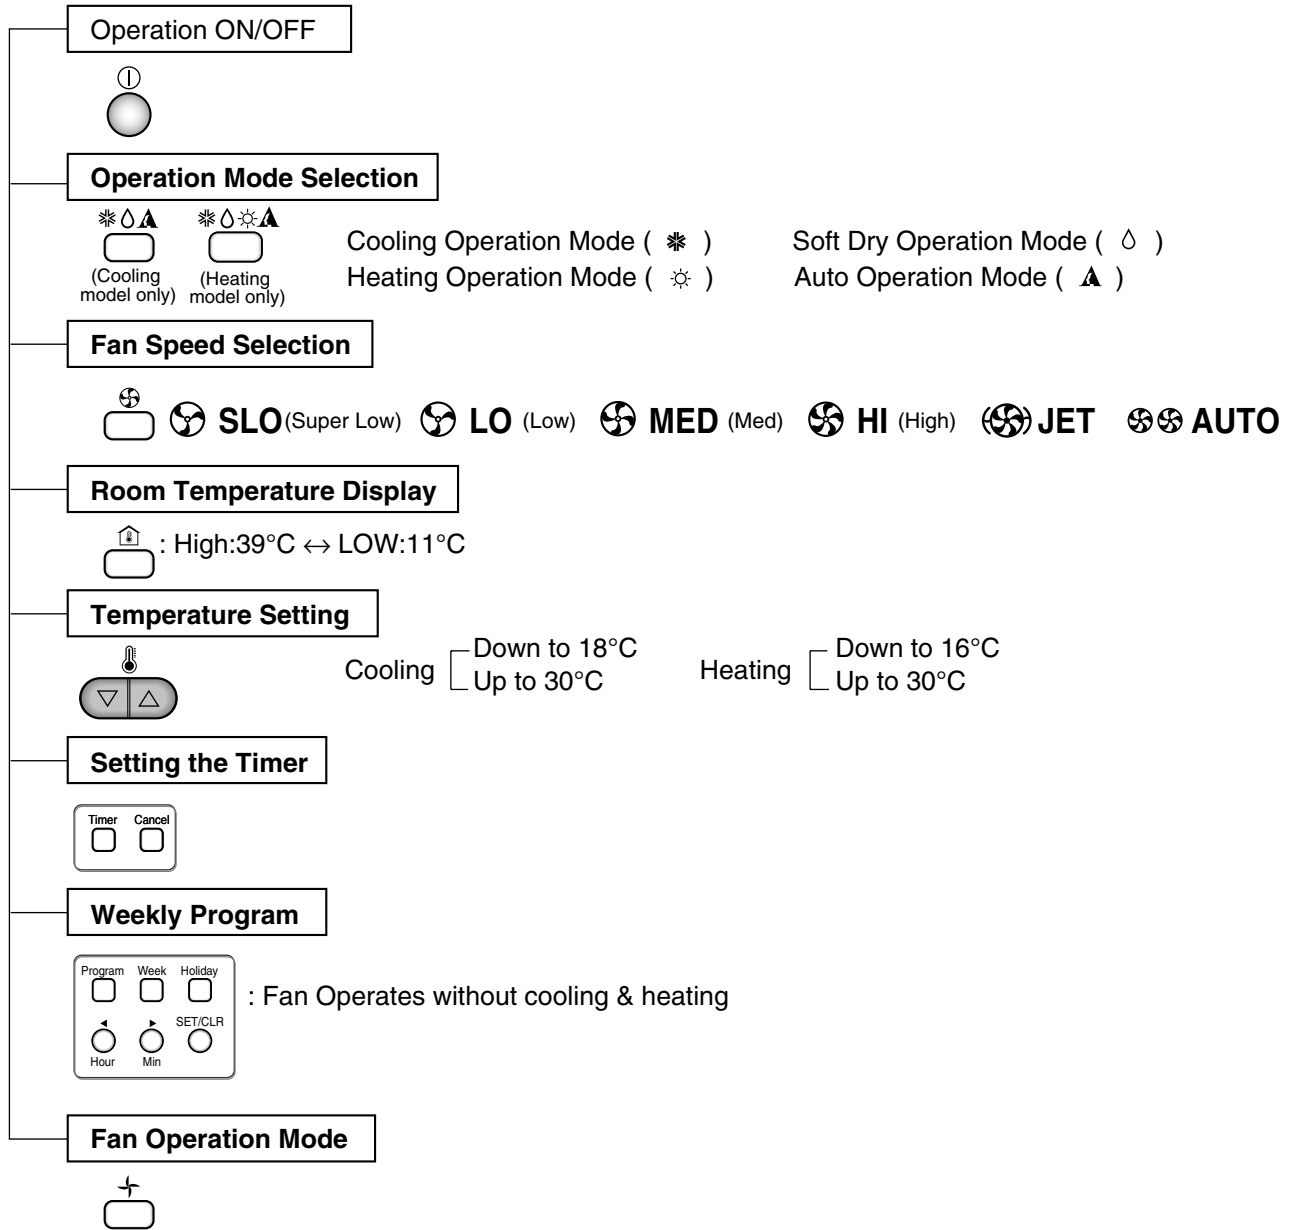 Operation ON/OFF
Operation Mode Selection
(Cooling model only)
(Heating model only)
Cooling Operation Mode ( ) Soft Dry Operation Mode ( )
Heating Operation Mode ( ) Auto Operation Mode ( )
Fan Speed Selection
SLO (Super Low) LO (Low) MED (Med) HI (High) JET AUTO
Room Temperature Display
: High:39°C ↔ LOW:11°C
Temperature Setting
Cooling Down to 18°C
Up to 30°C
Heating Down to 16°C
Up to 30°C
Setting the Timer
Timer Cancel
Weekly Program
Program Week Holiday
SET/CLR
Hour Min
: Fan Operates without cooling & heating
Fan Operation Mode